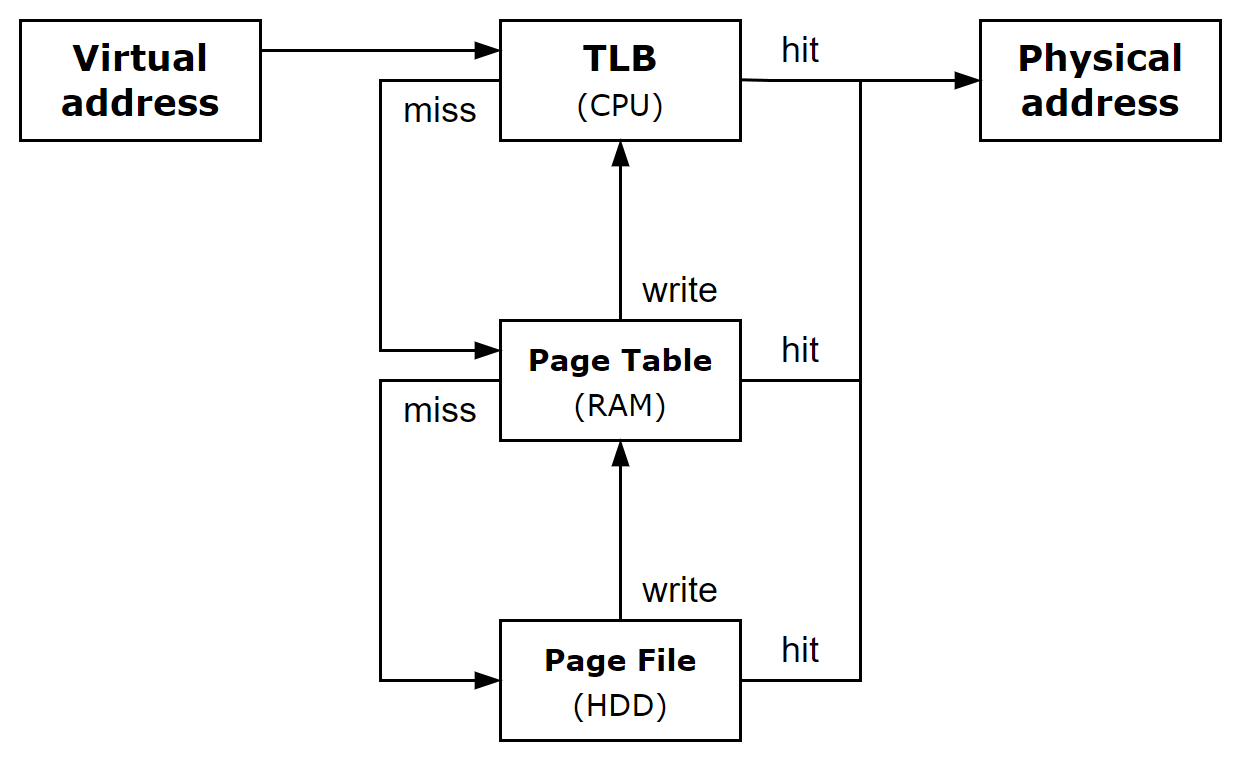 Virtual
address
TLB
(CPU)
hit
Physical
address
miss
write
Page Table
(RAM)
hit
miss
write
Page File
(HDD)
hit